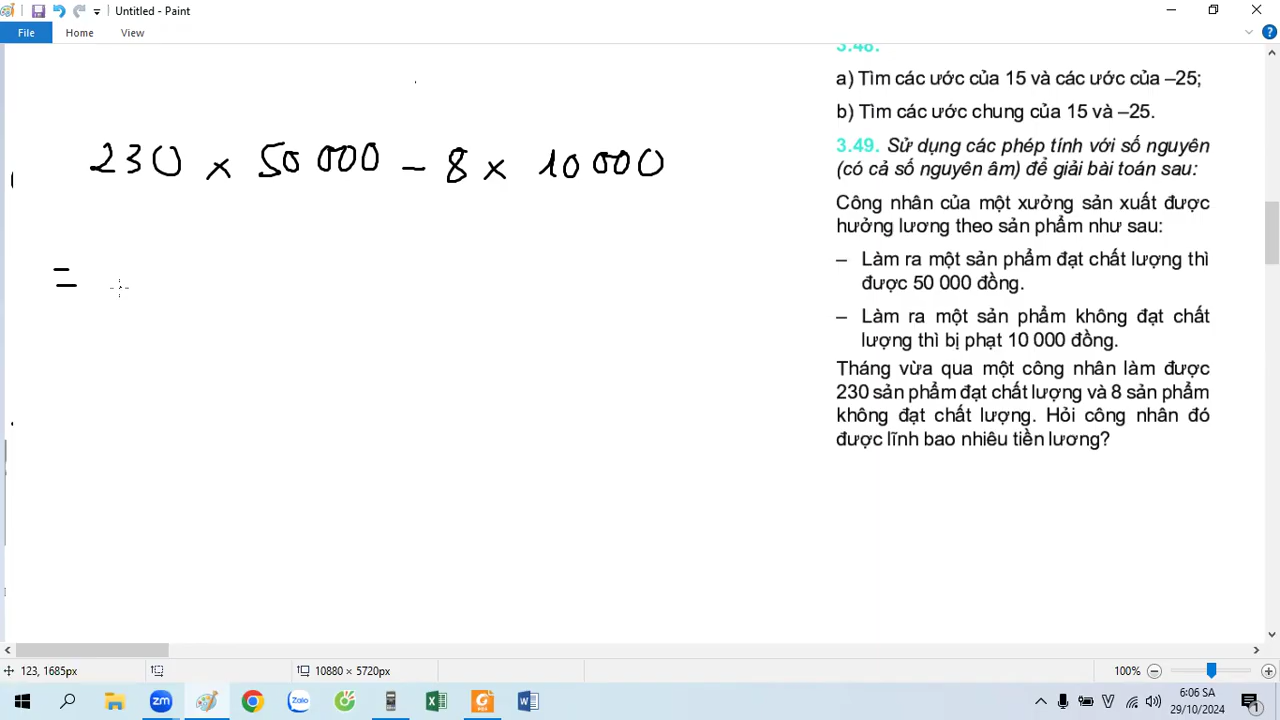 Untitled - Paint
File Home View
3.48.
a) Tìm các ước của 15 và các ước của –25;
b) Tìm các ước chung của 15 và –25.
230 × 50 000 – 8 × 10 000
=
3.49. Sử dụng các phép tính với số nguyên
(có cả số nguyên âm) để giải bài toán sau:
Công nhân của một xưởng sản xuất được
hưởng lương theo sản phẩm như sau:
– Làm ra một sản phẩm đạt chất lượng thì
được 50 000 đồng.
– Làm ra một sản phẩm không đạt chất
lượng thì bị phạt 10 000 đồng.
Tháng vừa qua một công nhân làm được
230 sản phẩm đạt chất lượng và 8 sản phẩm
không đạt chất lượng. Hỏi công nhân đó
được lĩnh bao nhiêu tiền lương?
123, 1685px 10880 × 5720px 100%
zm Zalo
6:06 SA
29/10/2024